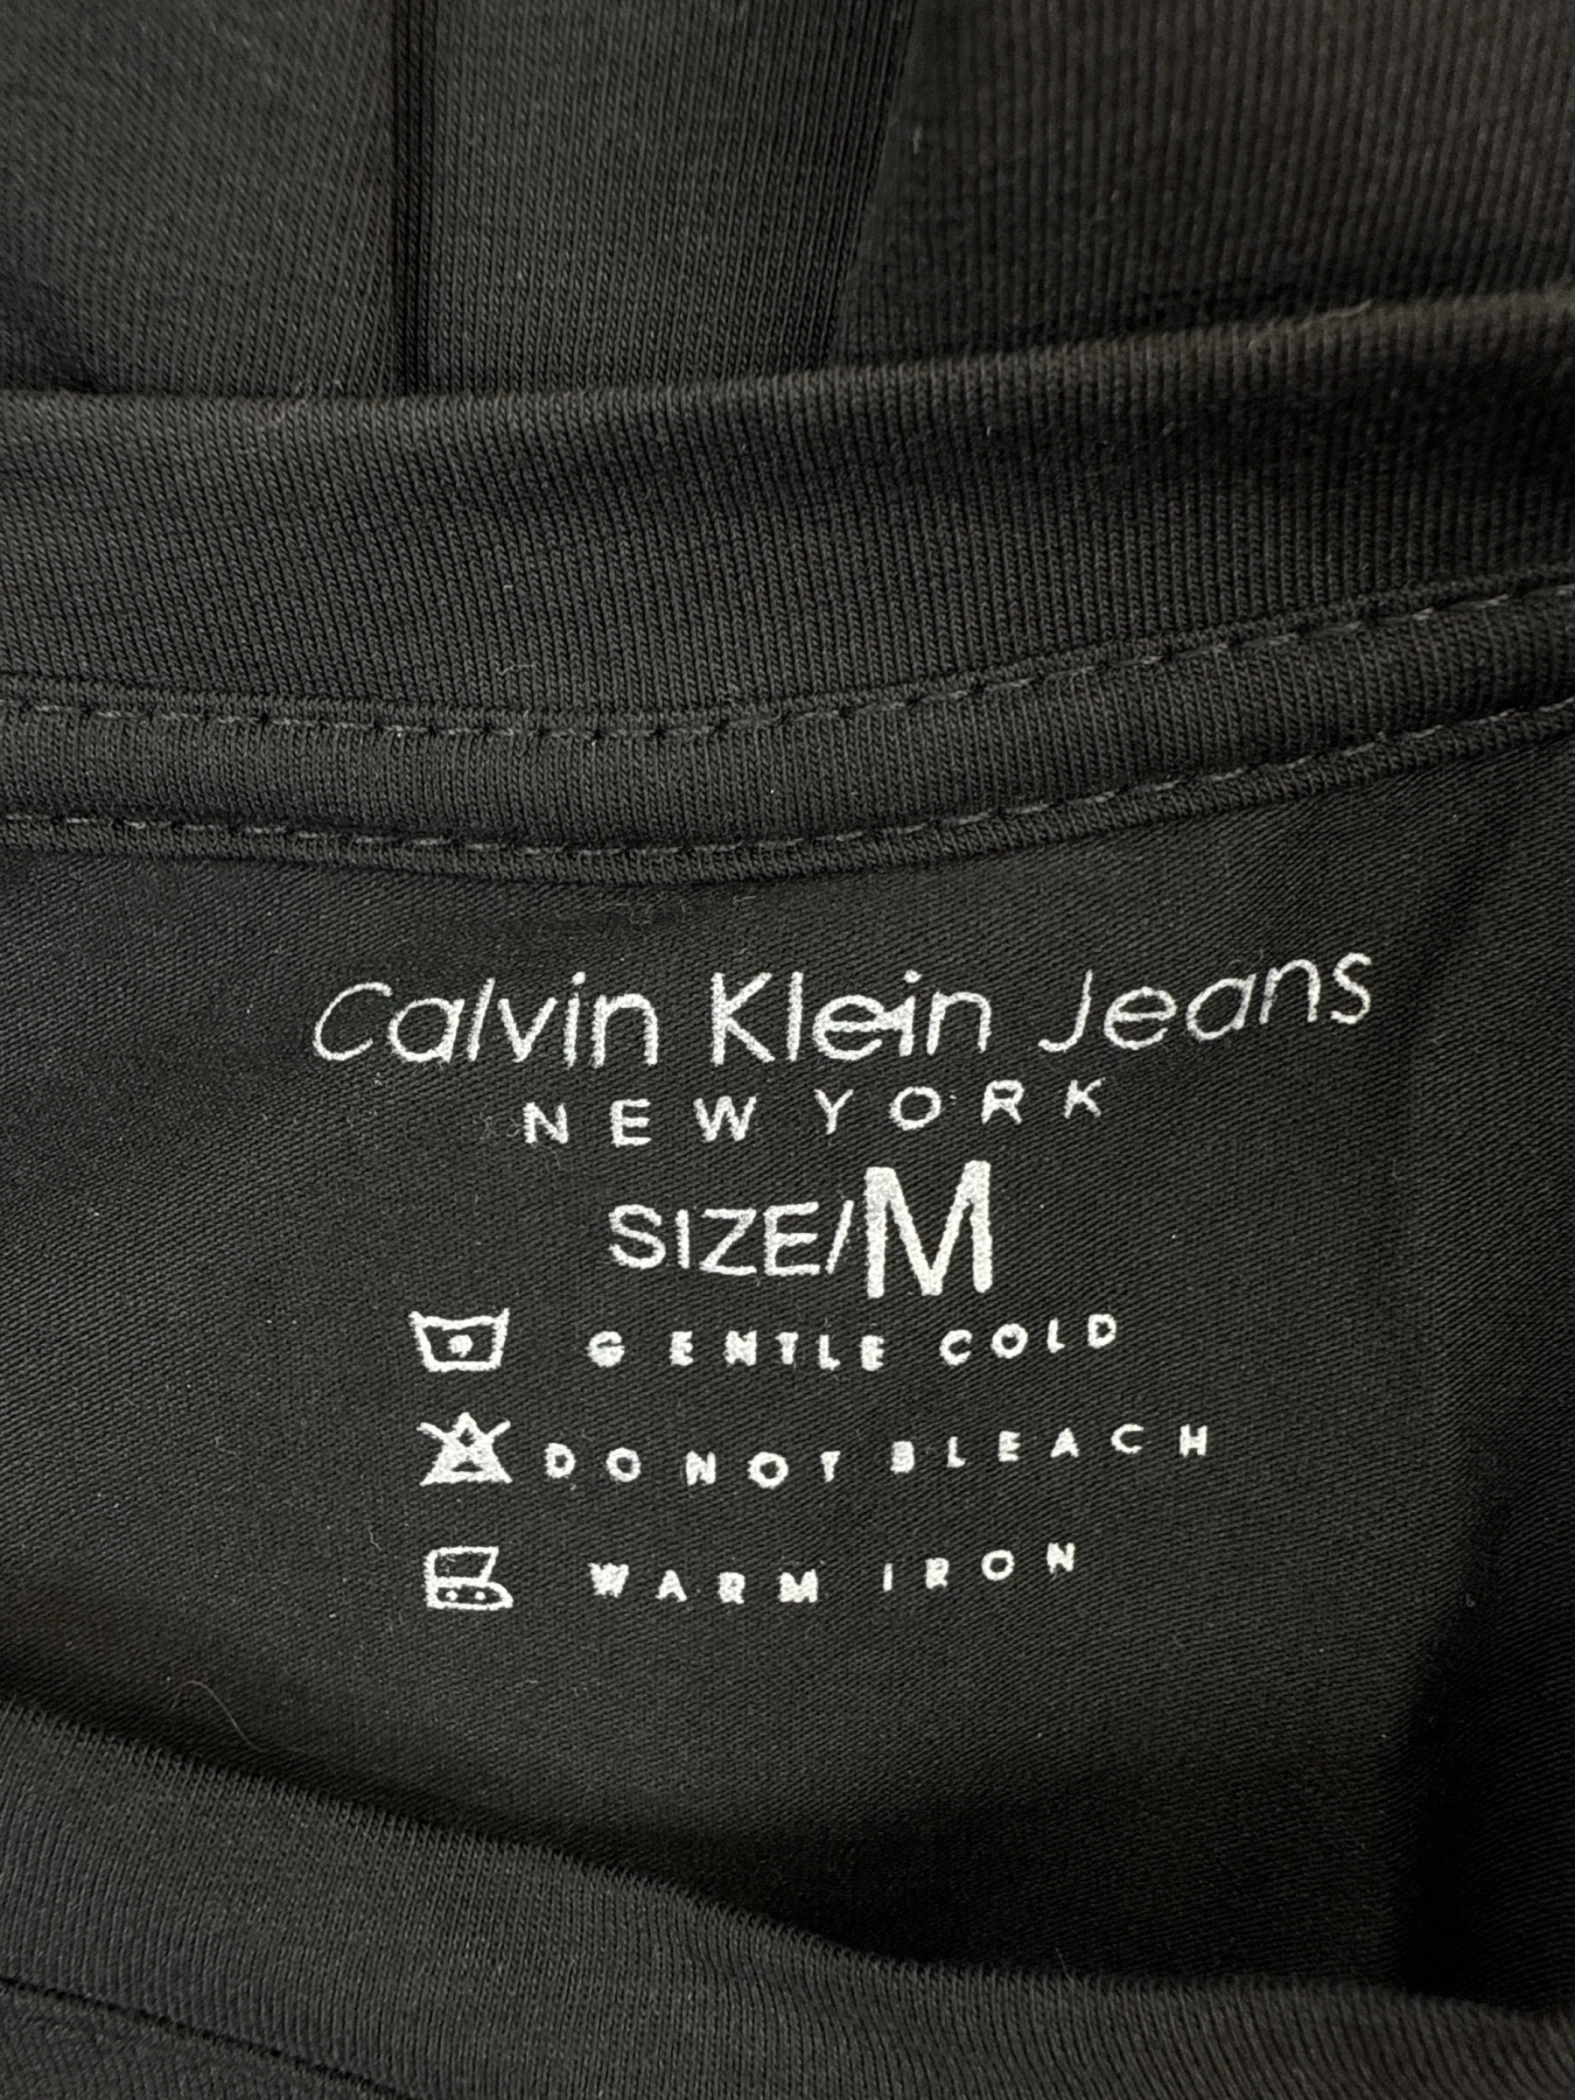 Calvin Klein Jeans
NEW YORK
SIZE/M
GENTLE COLD
DO NOT BLEACH
WARM IRON